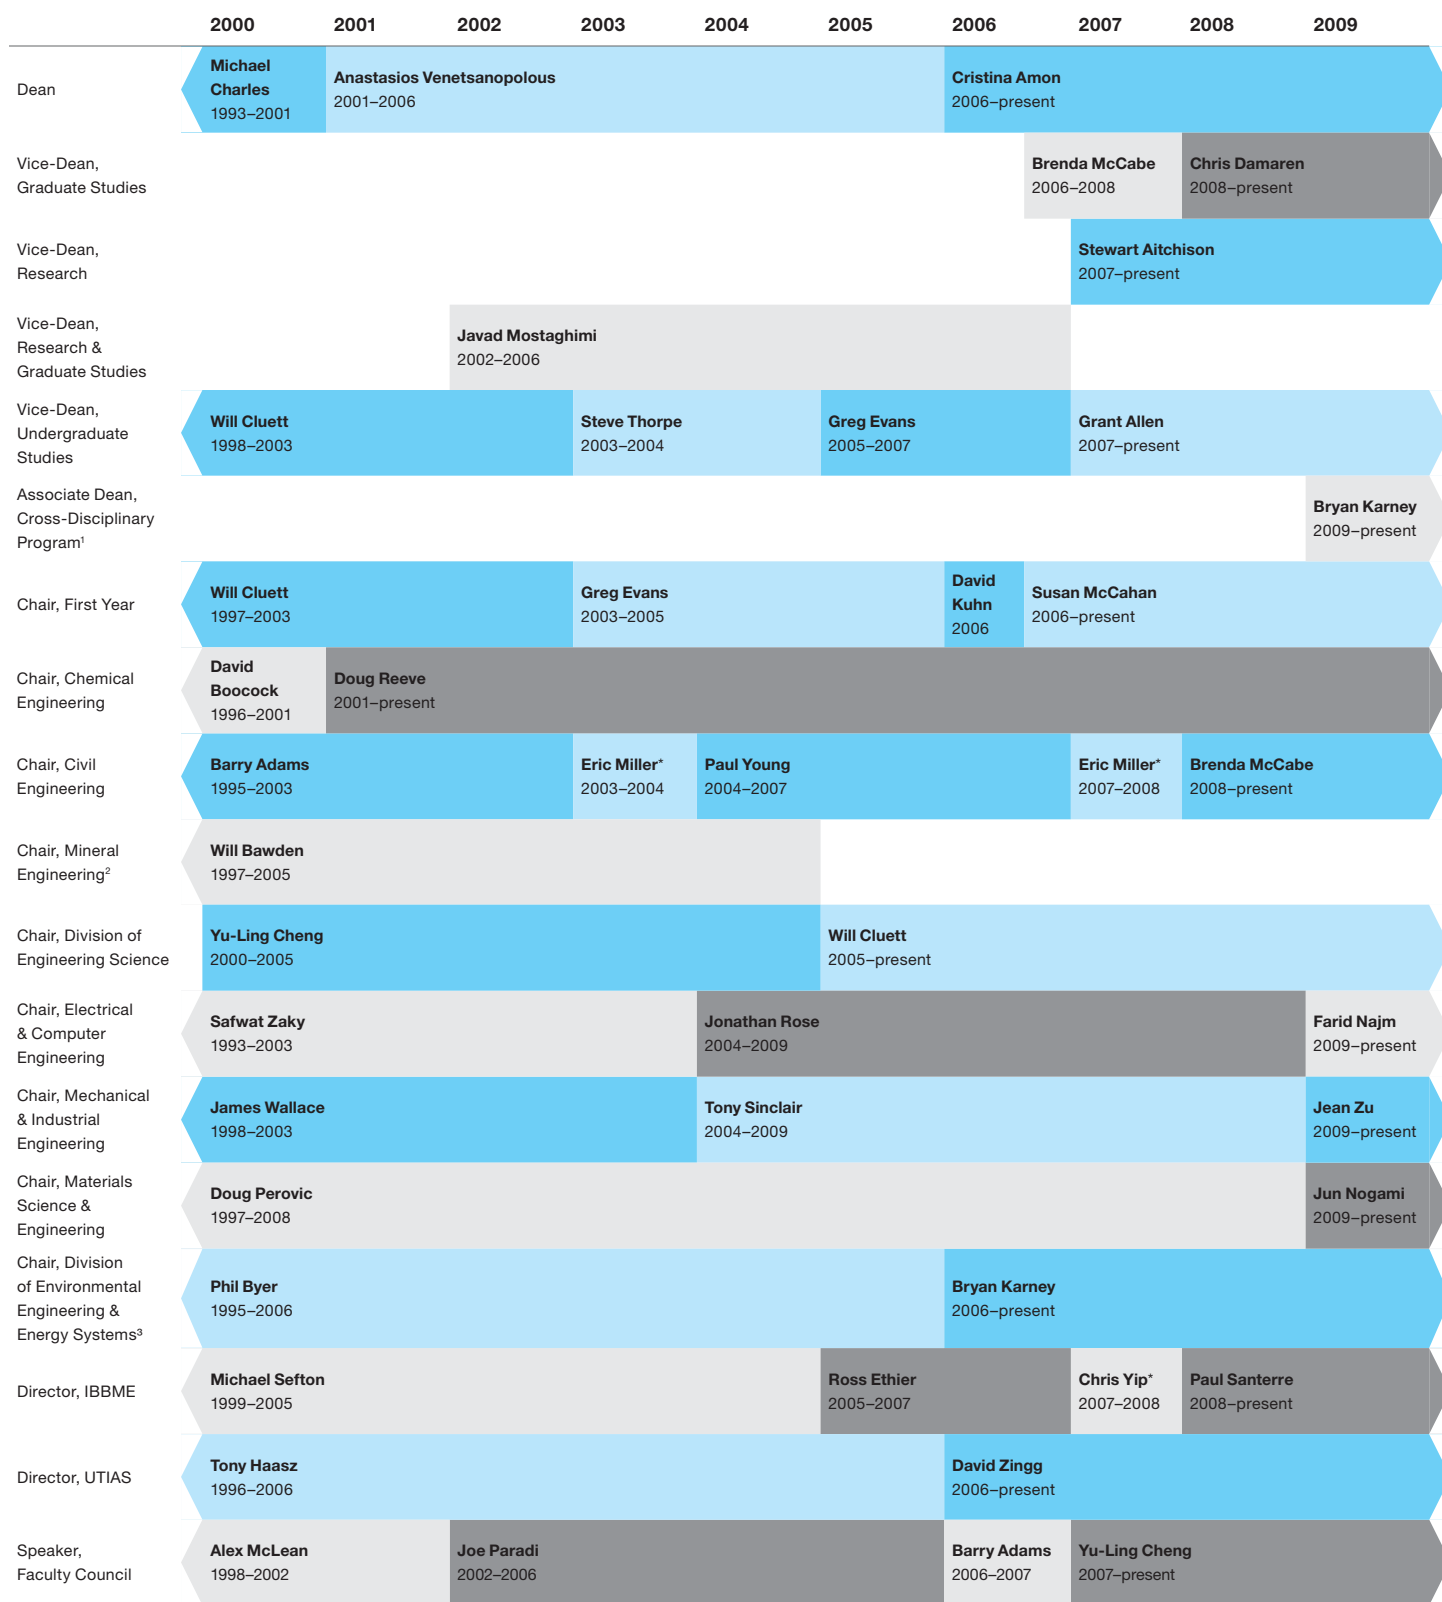 2000 2001 2002 2003 2004 2005 2006 2007 2008 2009
Dean
Michael
Charles
1993–2001
Anastasios Venetsanopolous
2001–2006
Cristina Amon
2006–present
Vice-Dean,
Graduate Studies
Brenda McCabe
2006–2008
Chris Damaren
2008–present
Vice-Dean,
Research
Stewart Aitchison
2007–present
Vice-Dean,
Research &
Graduate Studies
Javad Mostaghimi
2002–2006
Vice-Dean,
Undergraduate
Studies
Will Cluett
1998–2003
Steve Thorpe
2003–2004
Greg Evans
2005–2007
Grant Allen
2007–present
Associate Dean,
Cross-Disciplinary
Program¹
Bryan Karney
2009–present
Chair, First Year
Will Cluett
1997–2003
Greg Evans
2003–2005
David
Kuhn
2006
Susan McCahan
2006–present
Chair, Chemical
Engineering
David
Boocock
1996–2001
Doug Reeve
2001–present
Chair, Civil
Engineering
Barry Adams
1995–2003
Eric Miller*
2003–2004
Paul Young
2004–2007
Eric Miller*
2007–2008
Brenda McCabe
2008–present
Chair, Mineral
Engineering²
Will Bawden
1997–2005
Chair, Division of
Engineering Science
Yu-Ling Cheng
2000–2005
Will Cluett
2005–present
Chair, Electrical
& Computer
Engineering
Safwat Zaky
1993–2003
Jonathan Rose
2004–2009
Farid Najm
2009–present
Chair, Mechanical
& Industrial
Engineering
James Wallace
1998–2003
Tony Sinclair
2004–2009
Jean Zu
2009–present
Chair, Materials
Science &
Engineering
Doug Perovic
1997–2008
Jun Nogami
2009–present
Chair, Division
of Environmental
Engineering &
Energy Systems³
Phil Byer
1995–2006
Bryan Karney
2006–present
Director, IBBME
Michael Sefton
1999–2005
Ross Ethier
2005–2007
Chris Yip*
2007–2008
Paul Santerre
2008–present
Director, UTIAS
Tony Haasz
1996–2006
David Zingg
2006–present
Speaker,
Faculty Council
Alex McLean
1998–2002
Joe Paradi
2002–2006
Barry Adams
2006–2007
Yu-Ling Cheng
2007–present